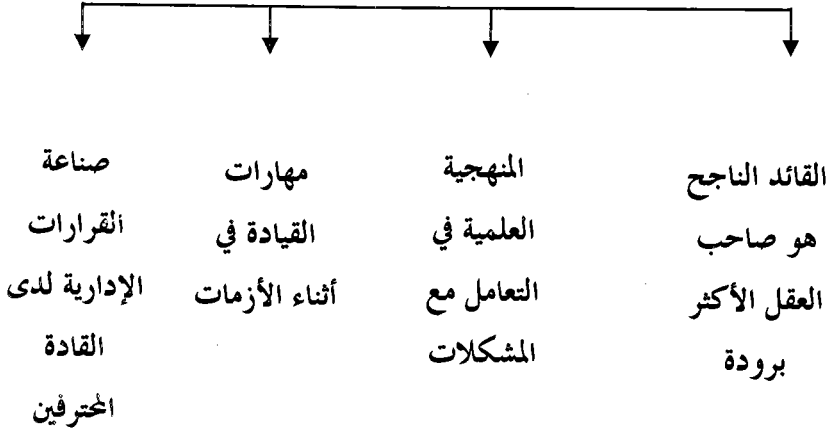 القائد الناجح
هو صاحب
العقل الأكثر
برودة
المنهجية
العلمية في
التعامل مع
المشكلات
مهارات
القيادة في
أثناء الأزمات
صناعة
القرارات
الإدارية لدى
القادة
المحترفين